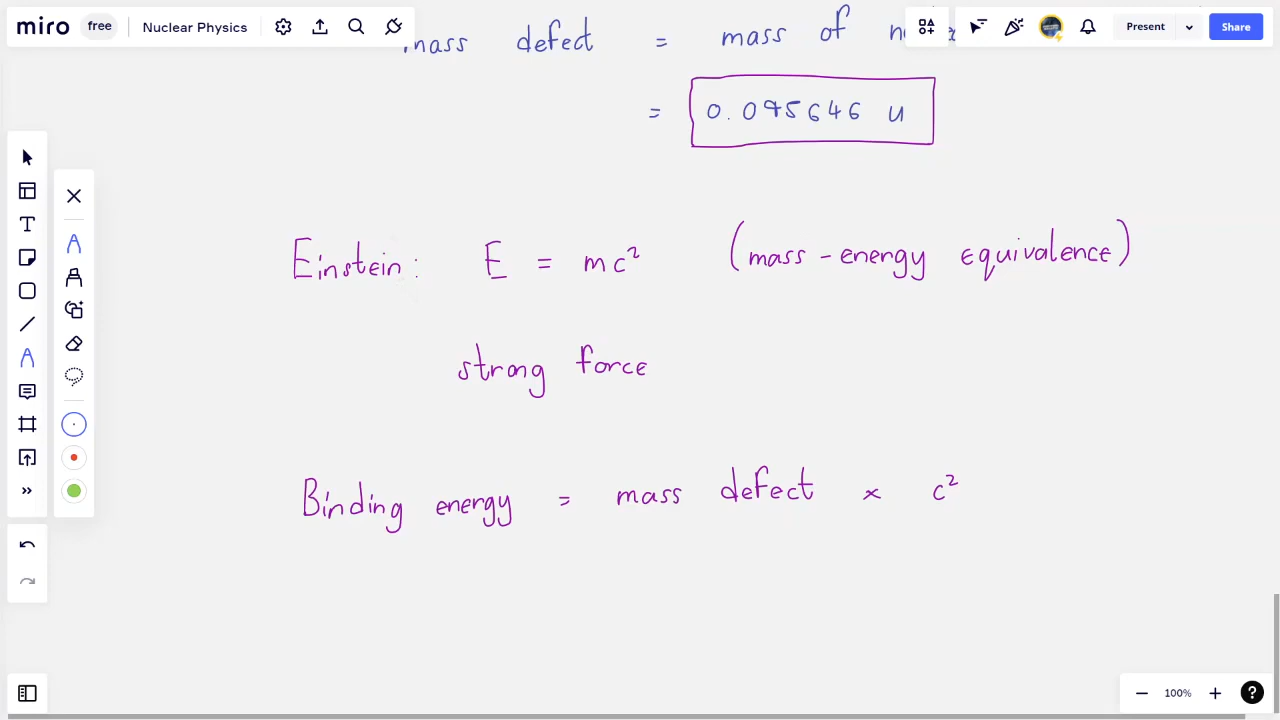 miro free Nuclear Physics
Present Share
mass defect = mass of
= 0.095646 u
Einstein: E = mc² (mass-energy equivalence)
strong force
Binding energy = mass defect × c²
100%